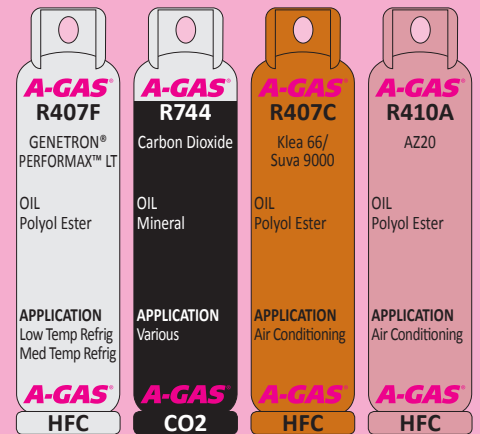 A-GAS®
R407F
GENETRON®
PERFORMAX™ LT
OIL
Polyol Ester
APPLICATION
Low Temp Refrig
Med Temp Refrig
A-GAS®
HFC
A-GAS®
R744
Carbon Dioxide
OIL
Mineral
APPLICATION
Various
A-GAS®
CO2
A-GAS®
R407C
Klea 66/
Suva 9000
OIL
Polyol Ester
APPLICATION
Air Conditioning
A-GAS®
HFC
A-GAS®
R410A
AZ20
OIL
Polyol Ester
APPLICATION
Air Conditioning
A-GAS®
HFC